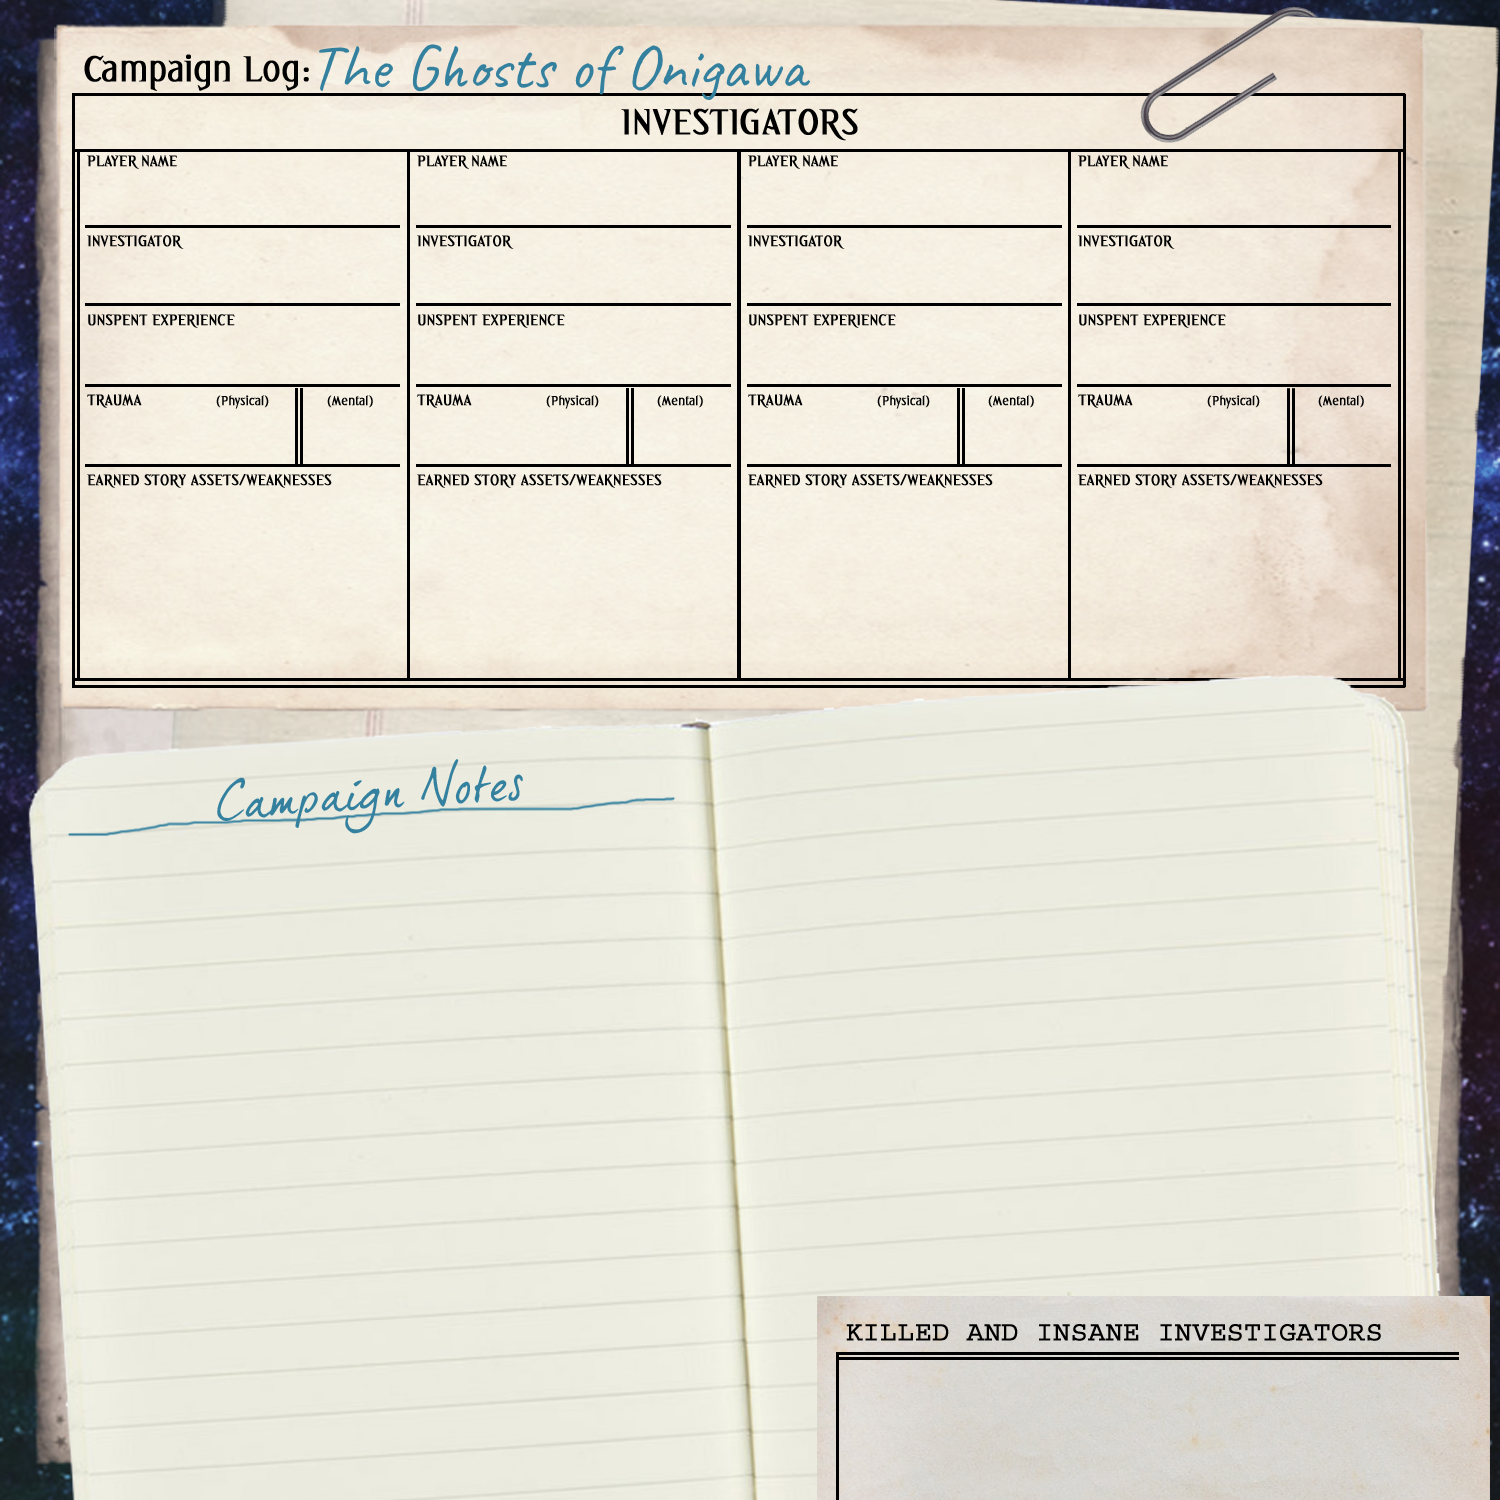 Campaign Log: The Ghosts of Onigawa
INVESTIGATORS
PLAYER NAME PLAYER NAME PLAYER NAME PLAYER NAME
INVESTIGATOR INVESTIGATOR INVESTIGATOR INVESTIGATOR
UNSPENT EXPERIENCE UNSPENT EXPERIENCE UNSPENT EXPERIENCE UNSPENT EXPERIENCE
TRAUMA (Physical) (Mental) TRAUMA (Physical) (Mental) TRAUMA (Physical) (Mental) TRAUMA (Physical) (Mental)
EARNED STORY ASSETS/WEAKNESSES EARNED STORY ASSETS/WEAKNESSES EARNED STORY ASSETS/WEAKNESSES EARNED STORY ASSETS/WEAKNESSES
Campaign Notes
KILLED AND INSANE INVESTIGATORS